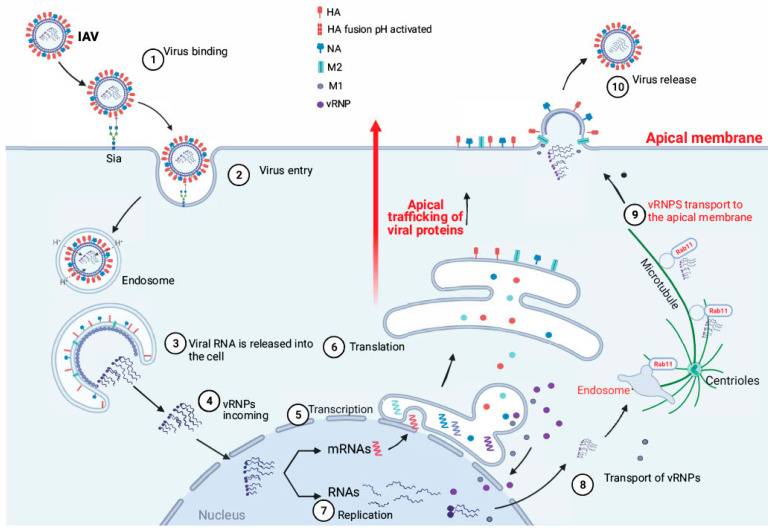 IAV
1 Virus binding
Sia
2 Virus entry
H⁺
H⁺
H⁺
Endosome
3 Viral RNA is released into
the cell
4 vRNPs
incoming
5 Transcription
6 Translation
mRNAs
RNAs
7 Replication
Nucleus
HA
HA fusion pH activated
NA
M2
M1
vRNP
Apical
trafficking of
viral proteins
10 Virus release
Apical membrane
9 vRNPS transport to
the apical membrane
Rab11
Microtubule
Rab11
Rab11
Endosome
Centrioles
8 Transport of vRNPs